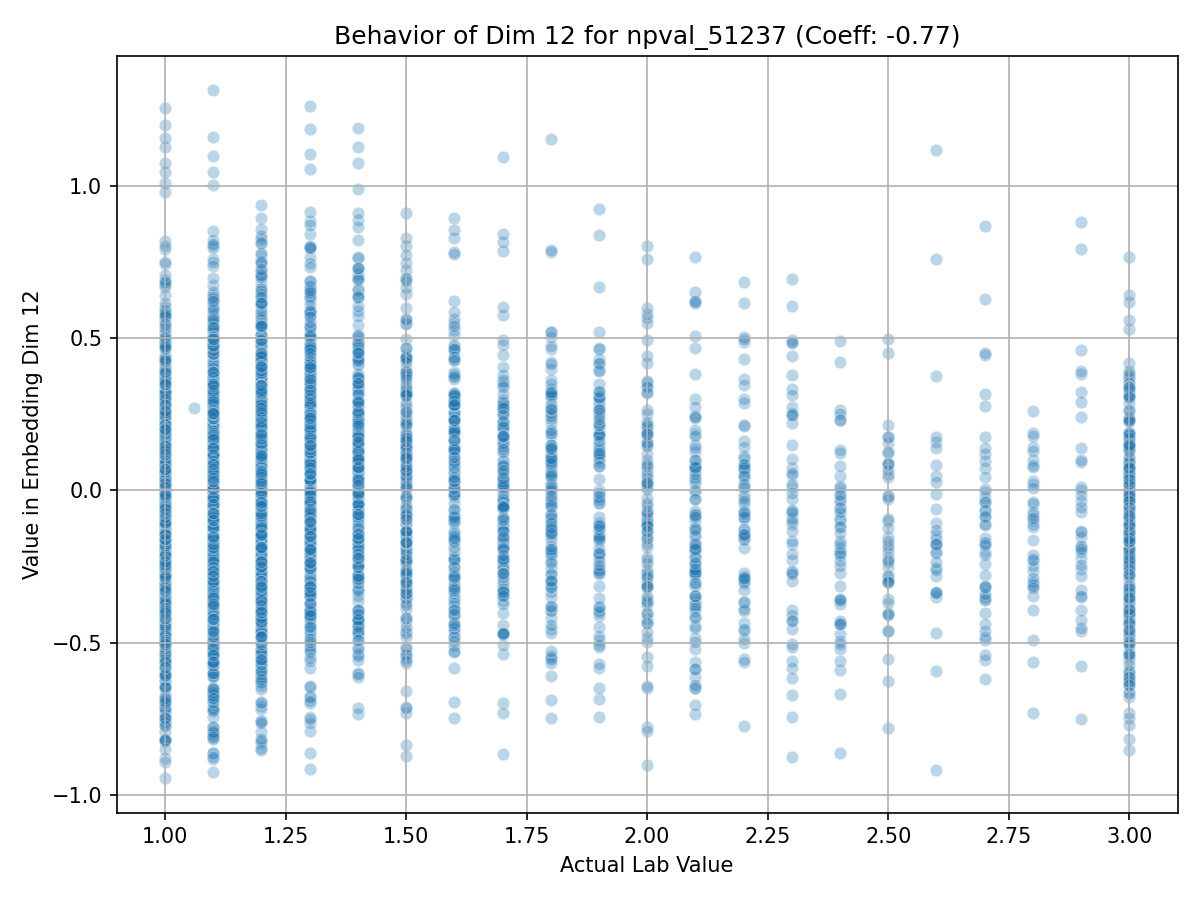 Behavior of Dim 12 for npval_51237 (Coeff: -0.77)
Value in Embedding Dim 12
1.0
0.5
0.0
−0.5
−1.0
1.00 1.25 1.50 1.75 2.00 2.25 2.50 2.75 3.00
Actual Lab Value